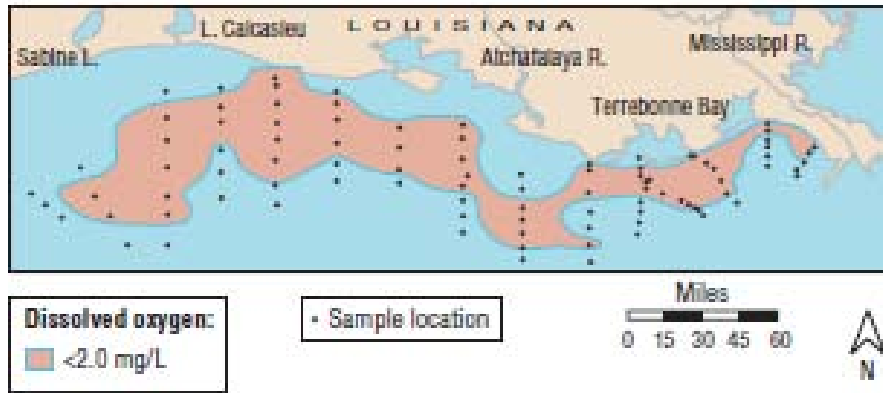 L. Calcasieu
LOUISIANA
Sabine L.
Atchafalaya R.
Mississippi R.
Terrebonne Bay
Dissolved oxygen:
<2.0 mg/L
• Sample location
Miles
0 15 30 45 60
N